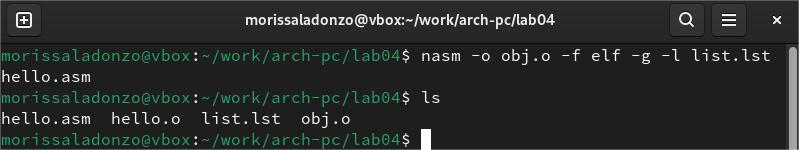 morissaladonzo@vbox:~/work/arch-pc/lab04
morissaladonzo@vbox:~/work/arch-pc/lab04$ nasm -o obj.o -f elf -g -l list.lst
hello.asm
morissaladonzo@vbox:~/work/arch-pc/lab04$ ls
hello.asm  hello.o  list.lst  obj.o
morissaladonzo@vbox:~/work/arch-pc/lab04$